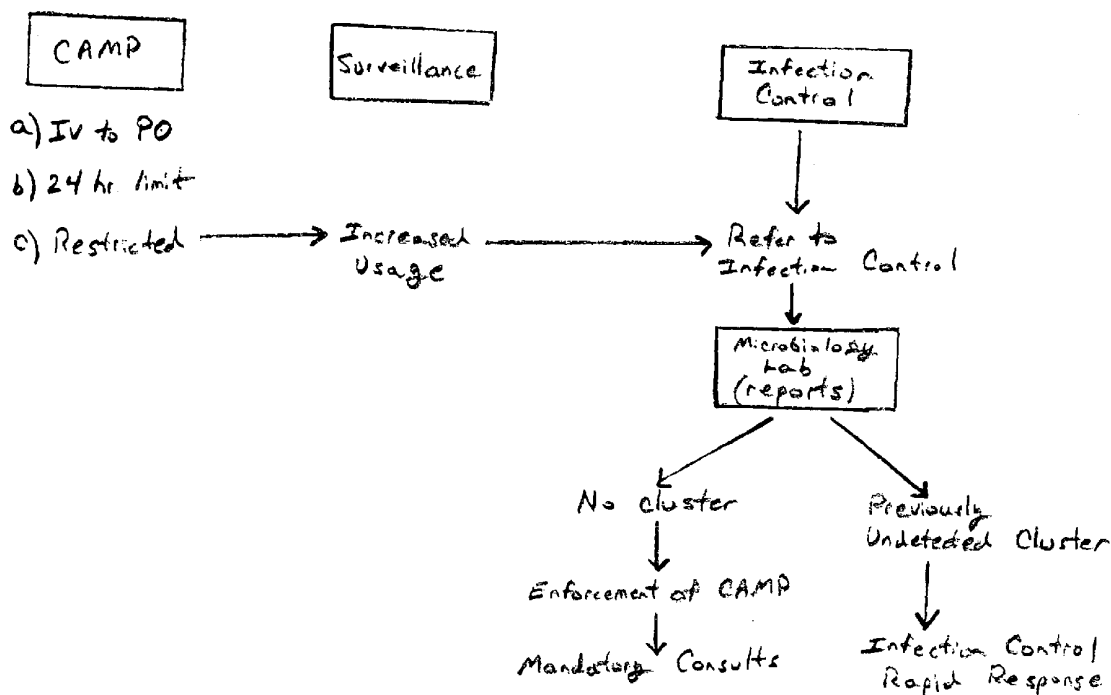 CAMP
Surveillance
Infection
Control
a) IV to PO
b) 24 hr. limit
c) Restricted
Increased
Usage
Refer to
Infection Control
Microbiology
Lab
(reports)
No cluster
Previously
Undetected Cluster
Enforcement of CAMP
Mandatory Consults
Infection Control
Rapid Response